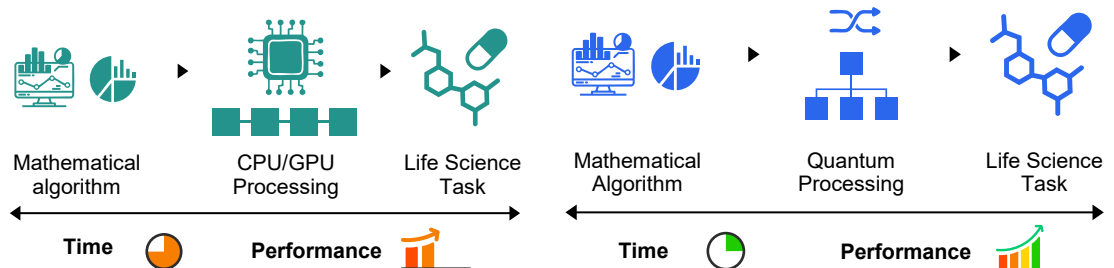 Mathematical
algorithm
CPU/GPU
Processing
Life Science
Task
Time
Performance
Mathematical
Algorithm
Quantum
Processing
Life Science
Task
Time
Performance